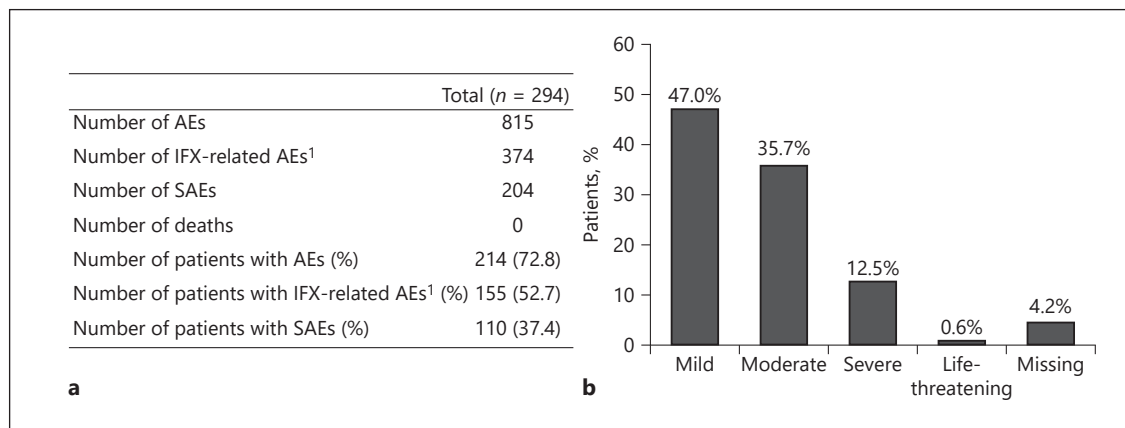 Total (n = 294)
Number of AEs 815
Number of IFX-related AEs¹ 374
Number of SAEs 204
Number of deaths 0
Number of patients with AEs (%) 214 (72.8)
Number of patients with IFX-related AEs¹ (%) 155 (52.7)
Number of patients with SAEs (%) 110 (37.4)
a
Patients, %
60
50
40
30
20
10
0
47.0%
35.7%
12.5%
0.6%
4.2%
Mild Moderate Severe Life- Missing
threatening
b